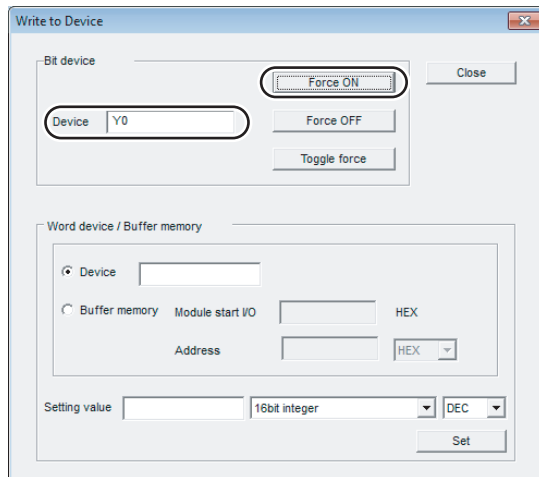 Write to Device
Bit device
Force ON
Close
Device Y0
Force OFF
Toggle force
Word device / Buffer memory
Device
Buffer memory Module start I/O HEX
Address HEX
Setting value 16bit integer DEC
Set